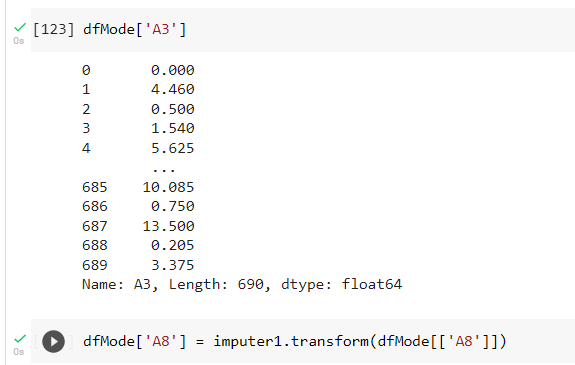 [123] dfMode['A3']
0s
0 0.000
1 4.460
2 0.500
3 1.540
4 5.625
...
685 10.085
686 0.750
687 13.500
688 0.205
689 3.375
Name: A3, Length: 690, dtype: float64
dfMode['A8'] = imputer1.transform(dfMode[['A8']])
0s